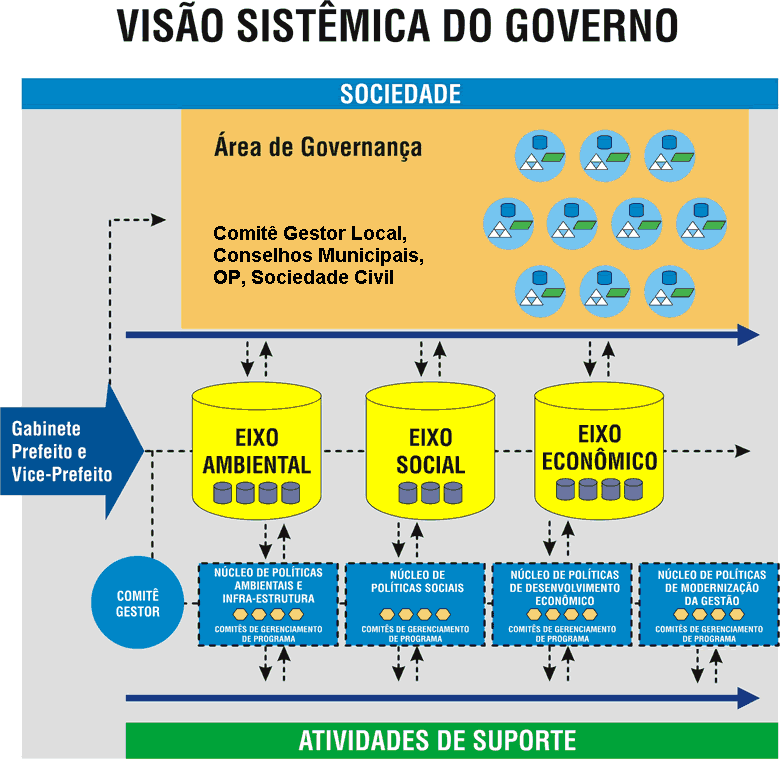 VISÃO SISTÊMICA DO GOVERNO
SOCIEDADE
Área de Governança
Comitê Gestor Local,
Conselhos Municipais,
OP, Sociedade Civil
Gabinete
Prefeito e
Vice-Prefeito
EIXO
AMBIENTAL
EIXO
SOCIAL
EIXO
ECONÔMICO
COMITÊ
GESTOR
NÚCLEO DE POLÍTICAS
AMBIENTAIS E
INFRA-ESTRUTURA
COMITÊS DE GERENCIAMENTO
DE PROGRAMA
NÚCLEO DE
POLÍTICAS SOCIAIS
COMITÊS DE GERENCIAMENTO
DE PROGRAMA
NÚCLEO DE POLÍTICAS
DE DESENVOLVIMENTO
ECONÔMICO
COMITÊS DE GERENCIAMENTO
DE PROGRAMA
NÚCLEO DE POLÍTICAS
DE MODERNIZAÇÃO
DA GESTÃO
COMITÊS DE GERENCIAMENTO
DE PROGRAMA
ATIVIDADES DE SUPORTE